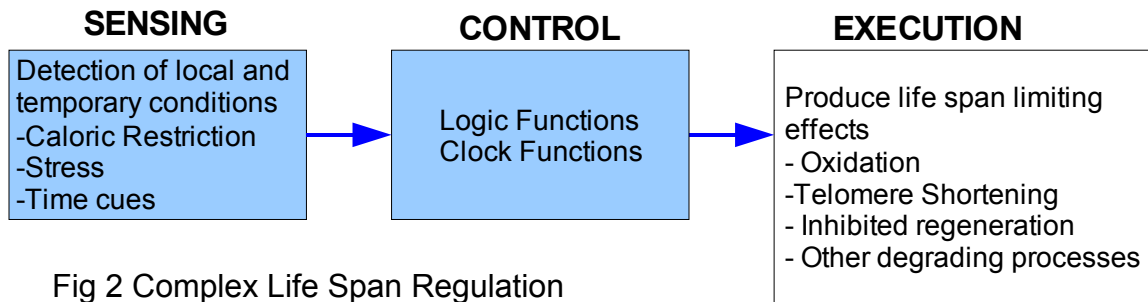 SENSING
Detection of local and
temporary conditions
-Caloric Restriction
-Stress
-Time cues
CONTROL
Logic Functions
Clock Functions
EXECUTION
Produce life span limiting
effects
- Oxidation
-Telomere Shortening
- Inhibited regeneration
- Other degrading processes
Fig 2 Complex Life Span Regulation